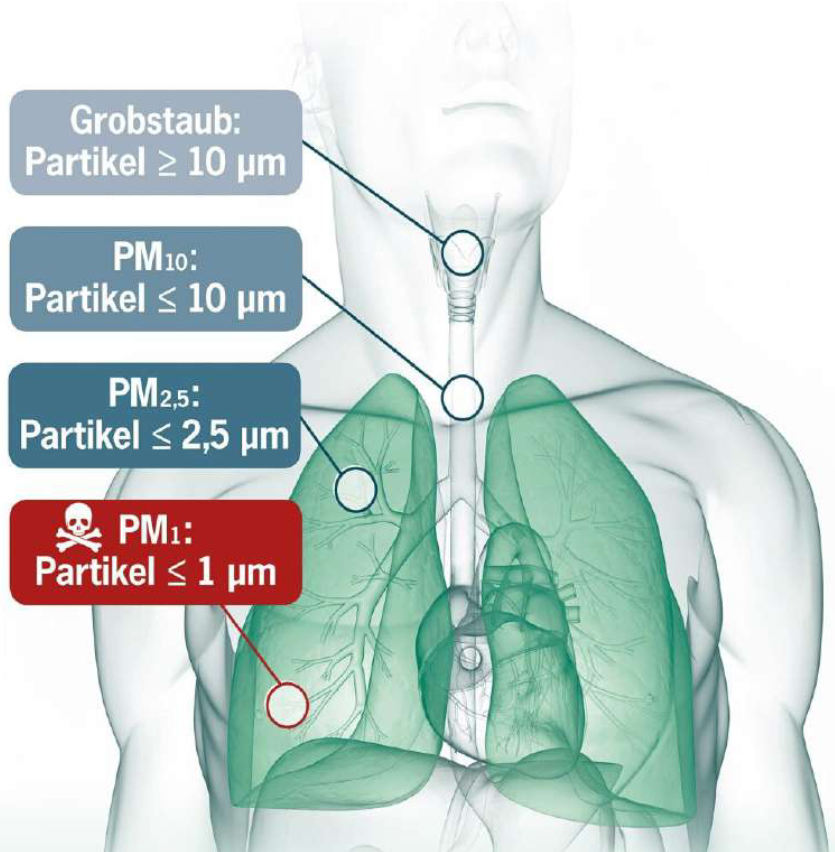 Grobstaub:
Partikel ≥ 10 µm
PM₁₀:
Partikel ≤ 10 µm
PM₂,₅:
Partikel ≤ 2,5 µm
PM₁:
Partikel ≤ 1 µm